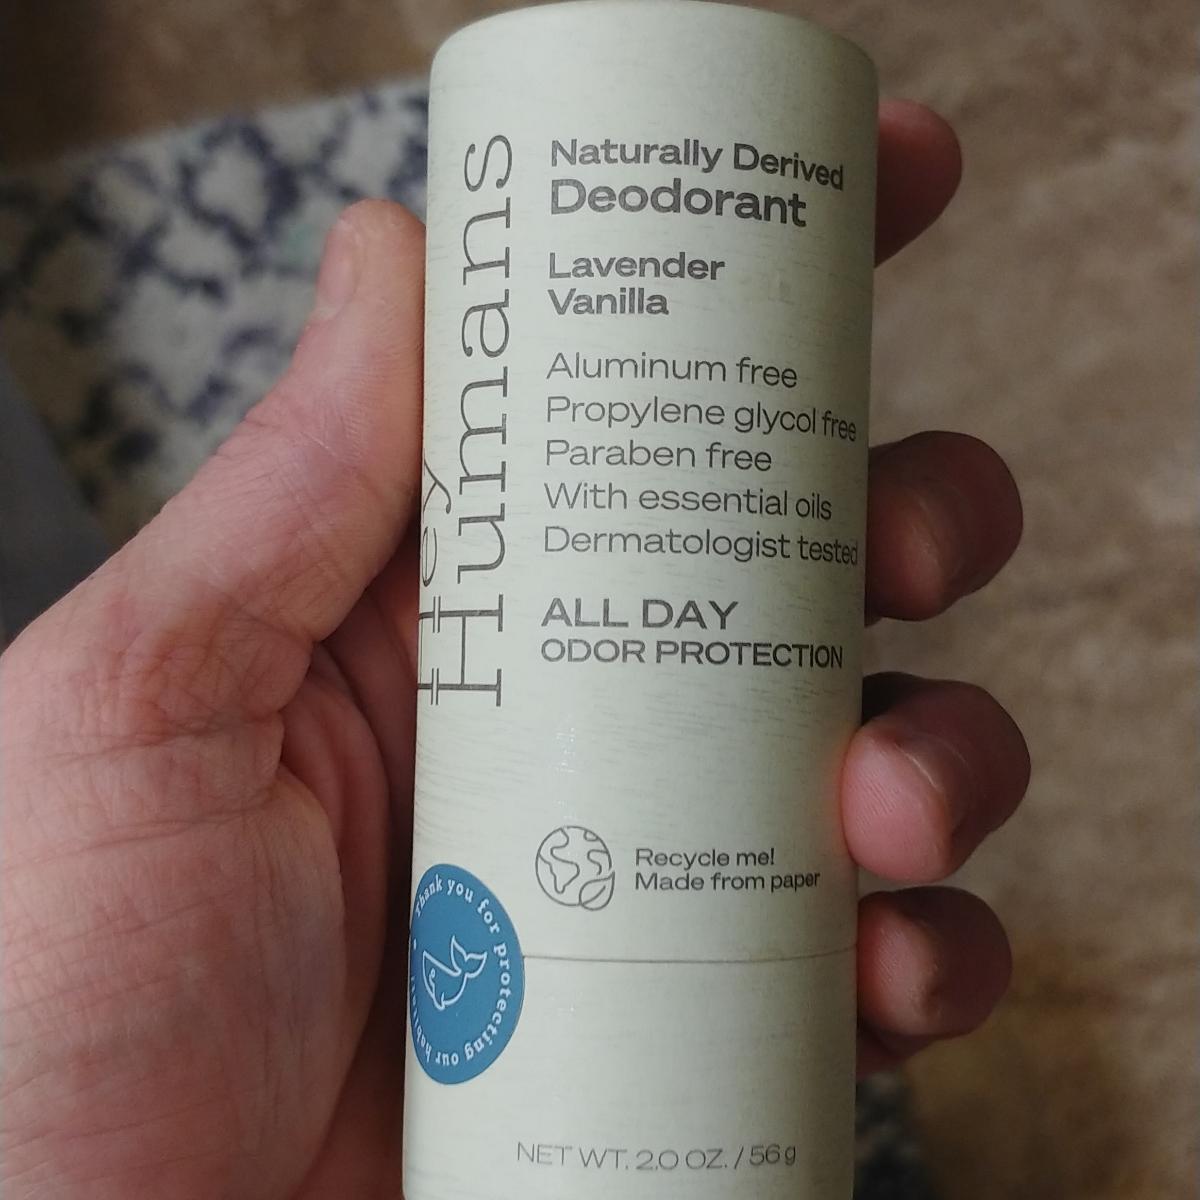 Hey
Humans
Naturally Derived
Deodorant
Lavender
Vanilla
Aluminum free
Propylene glycol free
Paraben free
With essential oils
Dermatologist tested
ALL DAY
ODOR PROTECTION
Recycle me!
Made from paper
Thank you for protecting our habitat!
NET WT. 2.0 OZ. / 56 g